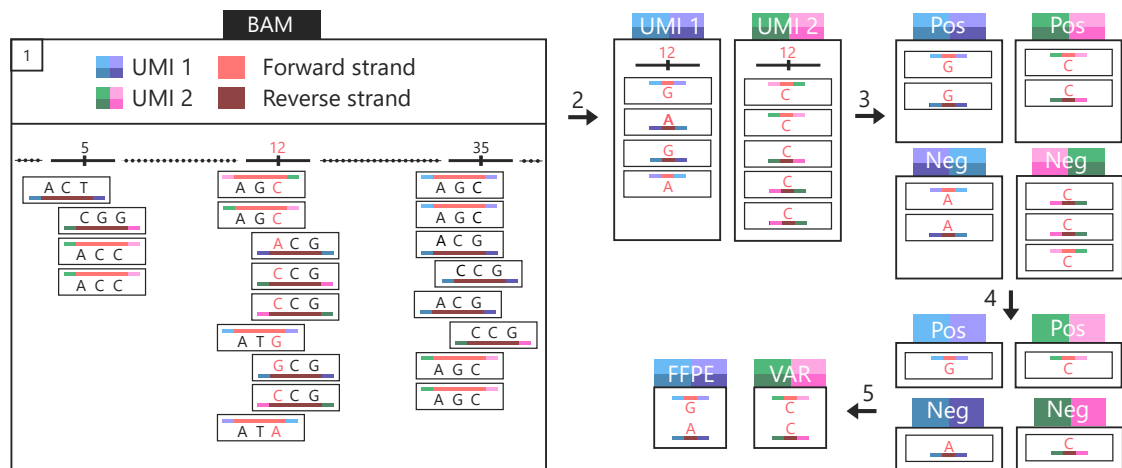 BAM
1
UMI 1 Forward strand
UMI 2 Reverse strand
5 12 35
A C T
C G G
A C C
A C C
A G C
A G C
A C G
C C G
C C G
A T G
G C G
C C G
A T A
A G C
A G C
A C G
C C G
A C G
C C G
A G C
A G C
2
UMI 1
12
G
A
G
A
UMI 2
12
C
C
C
C
C
3
Pos
G
G
Pos
C
C
Neg
A
A
Neg
C
C
C
4
Pos
G
Pos
C
Neg
A
Neg
C
5
FFPE
G
A
VAR
C
C